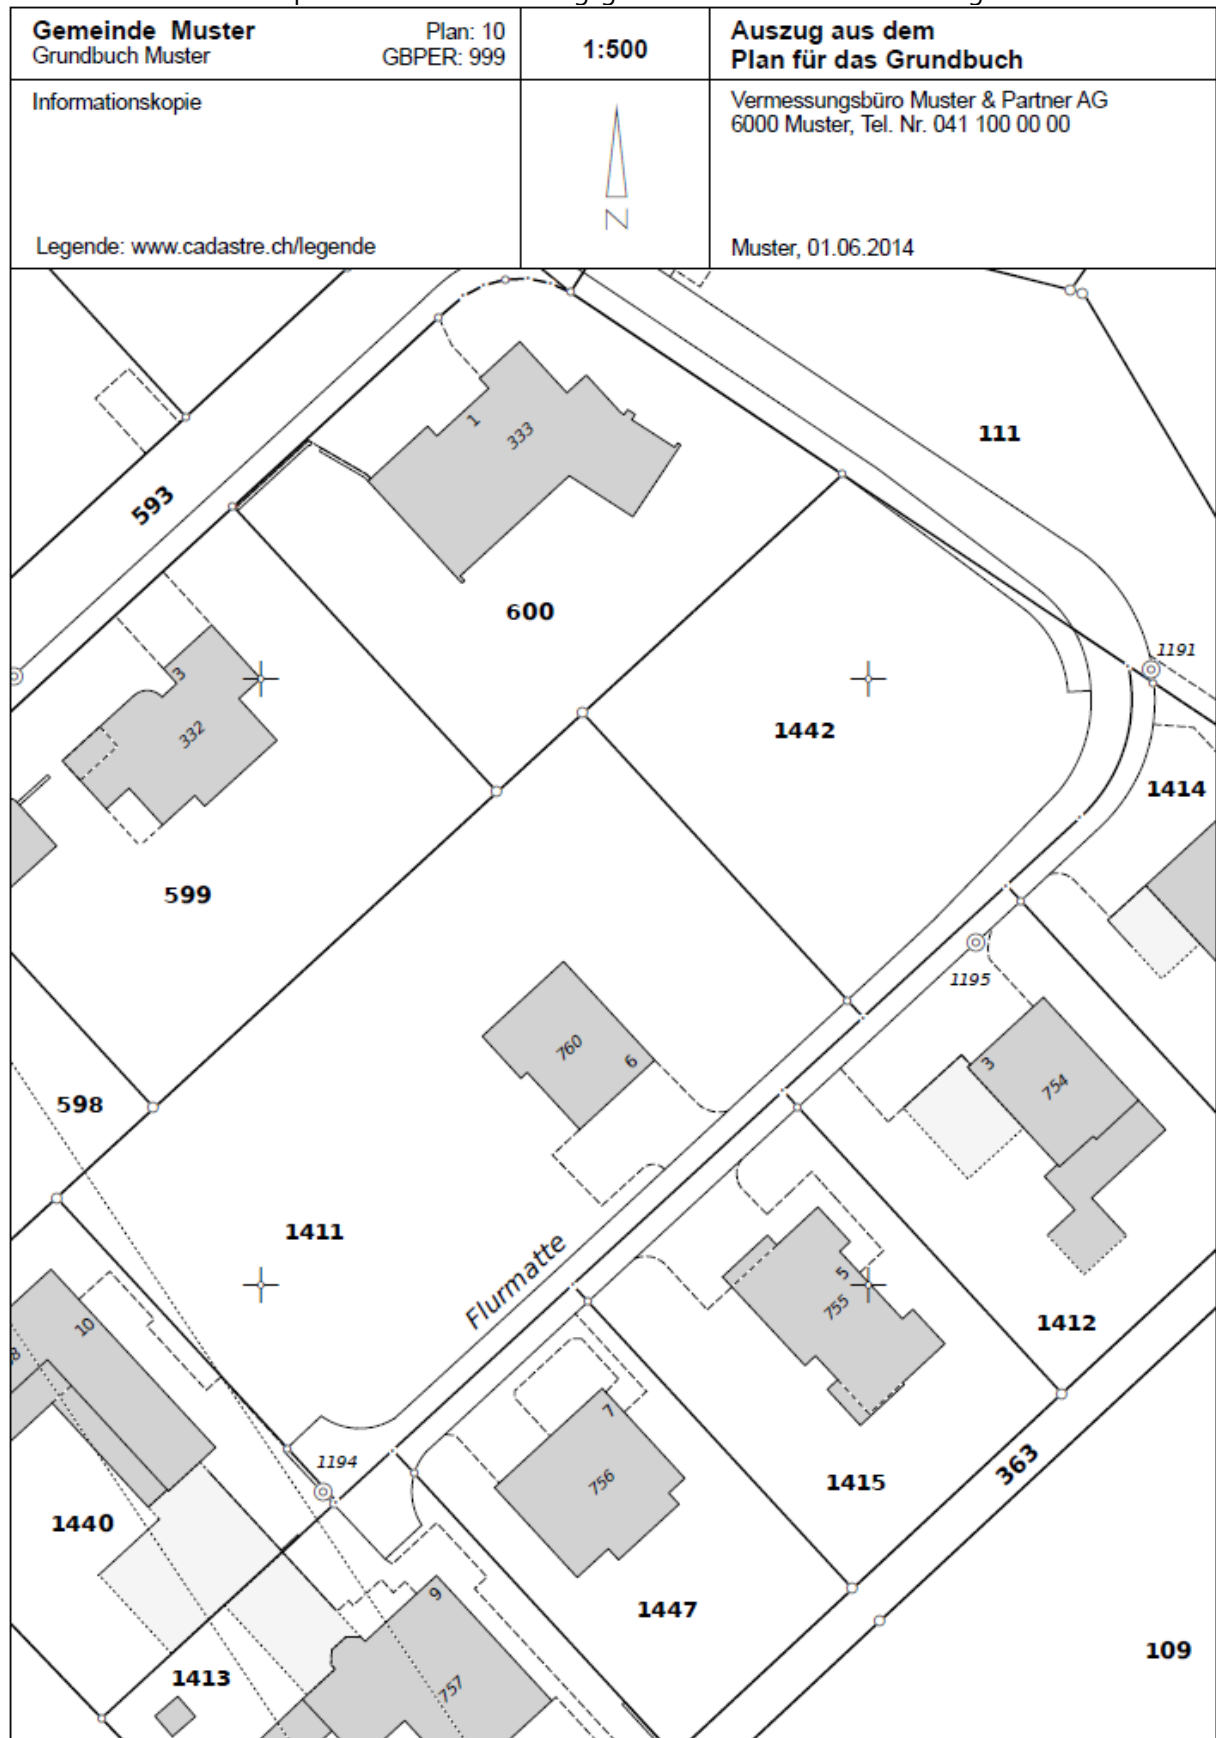 Gemeinde Muster
Plan: 10
Grundbuch Muster
GBPER: 999
1:500
Auszug aus dem
Plan für das Grundbuch
Informationskopie
Vermessungsbüro Muster & Partner AG
6000 Muster, Tel. Nr. 041 100 00 00
N
Legende: www.cadastre.ch/legende
Muster, 01.06.2014
1
333
111
593
600
1191
3
332
1442
1414
599
1195
760
6
3
754
598
1411
Flurmatte
5
755
10
1412
7
1194
756
1415
363
1440
9
1447
1413
757
109